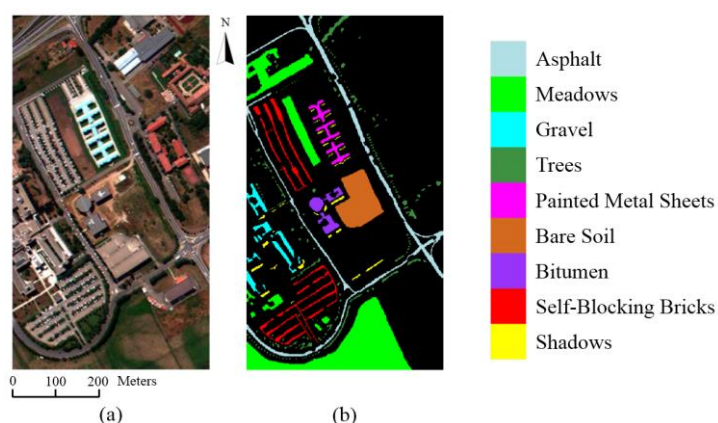 N
Asphalt
Meadows
Gravel
Trees
Painted Metal Sheets
Bare Soil
Bitumen
Self-Blocking Bricks
Shadows
0 100 200 Meters
(a) (b)